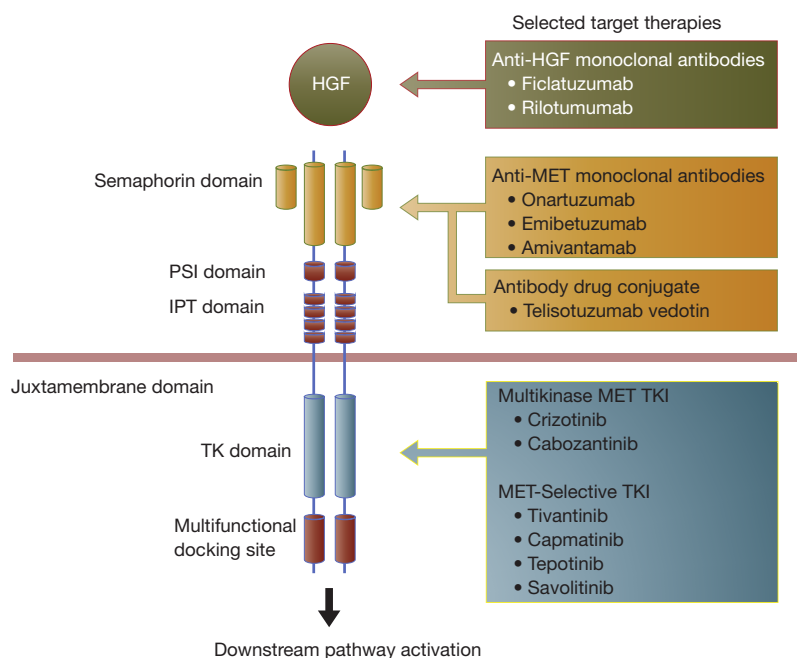 Selected target therapies
HGF
Anti-HGF monoclonal antibodies
• Ficlatuzumab
• Rilotumumab
Semaphorin domain
Anti-MET monoclonal antibodies
• Onartuzumab
• Emibetuzumab
• Amivantamab
PSI domain
IPT domain
Antibody drug conjugate
• Telisotuzumab vedotin
Juxtamembrane domain
TK domain
Multifunctional
docking site
Multikinase MET TKI
• Crizotinib
• Cabozantinib
MET-Selective TKI
• Tivantinib
• Capmatinib
• Tepotinib
• Savolitinib
Downstream pathway activation